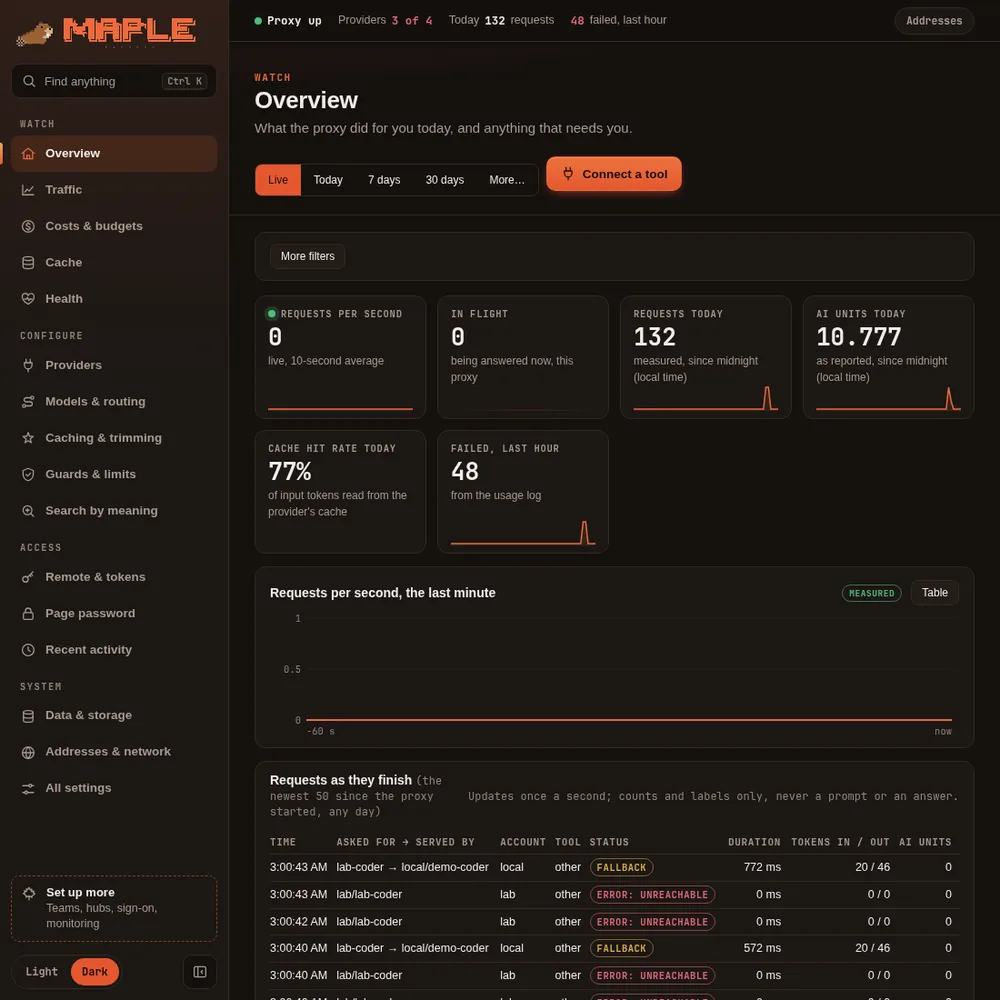 MAPLE
Find anything Ctrl K
WATCH
Overview
Traffic
Costs & budgets
Cache
Health
CONFIGURE
Providers
Models & routing
Caching & trimming
Guards & limits
Search by meaning
ACCESS
Remote & tokens
Page password
Recent activity
SYSTEM
Data & storage
Addresses & network
All settings
Set up more
Teams, hubs, sign-on,
monitoring
Light Dark
Proxy up Providers 3 of 4 Today 132 requests 48 failed, last hour Addresses
WATCH
Overview
What the proxy did for you today, and anything that needs you.
Live Today 7 days 30 days More… Connect a tool
More filters
REQUESTS PER SECOND
0
live, 10-second average
IN FLIGHT
0
being answered now, this
proxy
REQUESTS TODAY
132
measured, since midnight
(local time)
AI UNITS TODAY
10.777
as reported, since midnight
(local time)
CACHE HIT RATE TODAY
77%
of input tokens read from the
provider's cache
FAILED, LAST HOUR
48
from the usage log
Requests per second, the last minute MEASURED Table
1
0.5
0
-60 s now
Requests as they finish (the
newest 50 since the proxy
started, any day)
Updates once a second; counts and labels only, never a prompt or an answer.
TIME ASKED FOR → SERVED BY ACCOUNT TOOL STATUS DURATION TOKENS IN / OUT AI UNITS
3:00:43 AM lab-coder → local/demo-coder local other FALLBACK 772 ms 20 / 46 0
3:00:43 AM lab/lab-coder lab other ERROR: UNREACHABLE 0 ms 0 / 0 0
3:00:42 AM lab/lab-coder lab other ERROR: UNREACHABLE 0 ms 0 / 0 0
3:00:40 AM lab-coder → local/demo-coder local other FALLBACK 572 ms 20 / 46 0
3:00:40 AM lab/lab-coder lab other ERROR: UNREACHABLE 0 ms 0 / 0 0